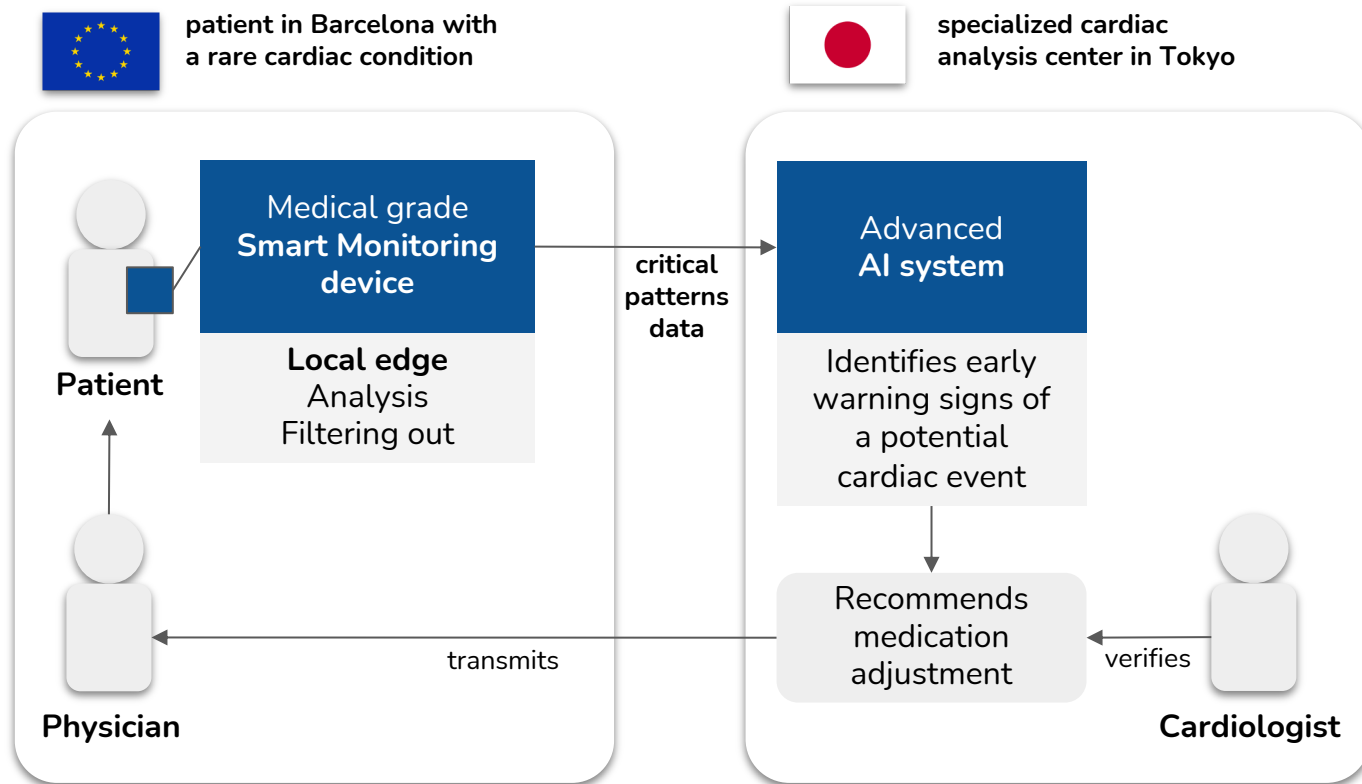 patient in Barcelona with
a rare cardiac condition
specialized cardiac
analysis center in Tokyo
Medical grade
Smart Monitoring
device
Local edge
Analysis
Filtering out
Patient
critical
patterns
data
Advanced
AI system
Identifies early
warning signs of
a potential
cardiac event
Recommends
medication
adjustment
verifies
Cardiologist
transmits
Physician